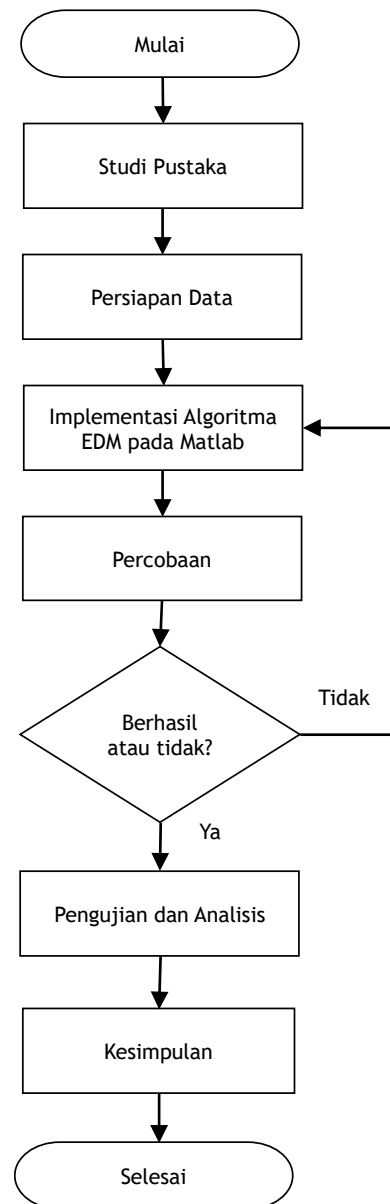 Mulai
Studi Pustaka
Persiapan Data
Implementasi Algoritma
EDM pada Matlab
Percobaan
Berhasil
atau tidak?
Tidak
Ya
Pengujian dan Analisis
Kesimpulan
Selesai